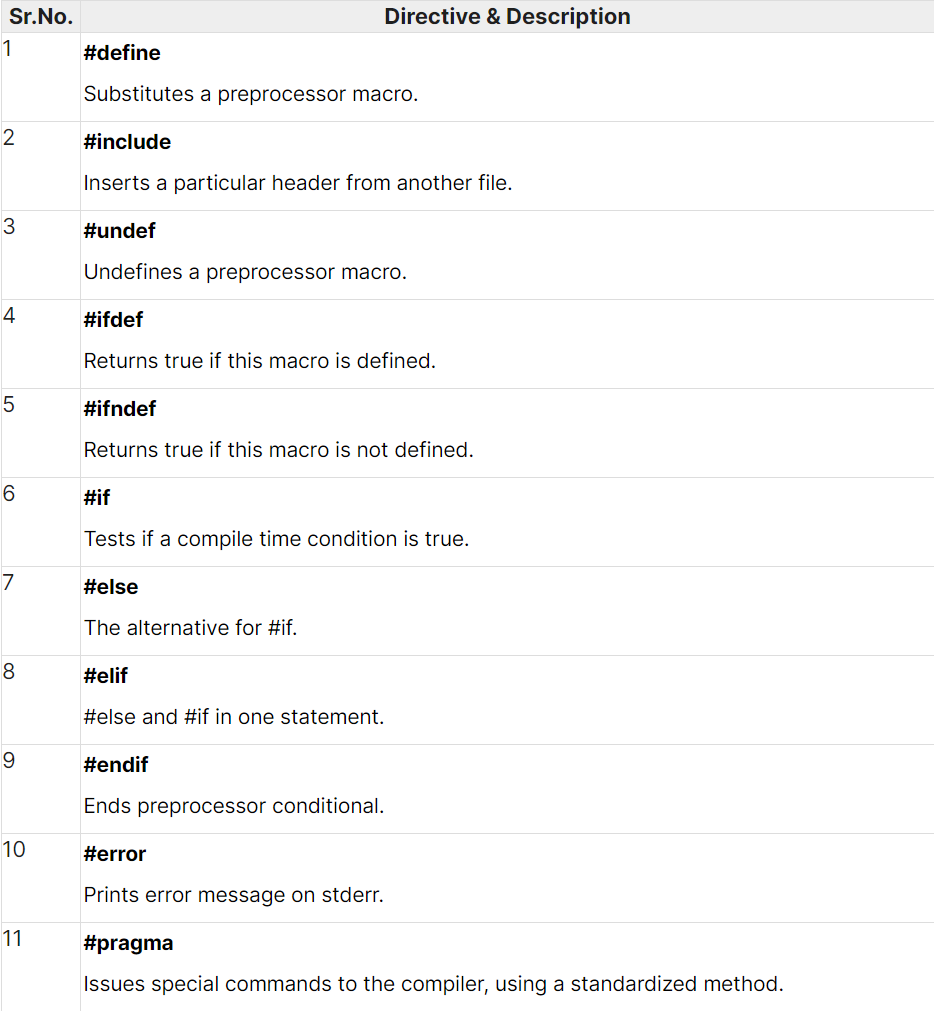 Sr.No. Directive & Description
1 #define
Substitutes a preprocessor macro.
2 #include
Inserts a particular header from another file.
3 #undef
Undefines a preprocessor macro.
4 #ifdef
Returns true if this macro is defined.
5 #ifndef
Returns true if this macro is not defined.
6 #if
Tests if a compile time condition is true.
7 #else
The alternative for #if.
8 #elif
#else and #if in one statement.
9 #endif
Ends preprocessor conditional.
10 #error
Prints error message on stderr.
11 #pragma
Issues special commands to the compiler, using a standardized method.